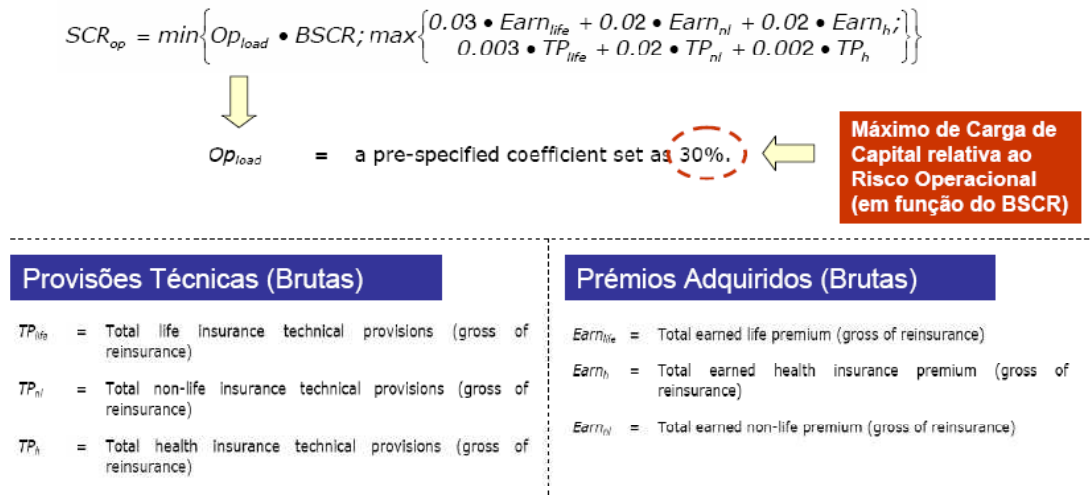 SCR_op = min{Op_load • BSCR; max{0.03 • Earn_life + 0.02 • Earn_nl + 0.02 • Earn_h;
0.003 • TP_life + 0.02 • TP_nl + 0.002 • TP_h}}
Op_load = a pre-specified coefficient set as 30%.
Máximo de Carga de
Capital relativa ao
Risco Operacional
(em função do BSCR)
Provisões Técnicas (Brutas)
TP_life = Total life insurance technical provisions (gross of
reinsurance)
TP_nl = Total non-life insurance technical provisions (gross of
reinsurance)
TP_h = Total health insurance technical provisions (gross of
reinsurance)
Prémios Adquiridos (Brutas)
Earn_life = Total earned life premium (gross of reinsurance)
Earn_h = Total earned health insurance premium (gross of
reinsurance)
Earn_nl = Total earned non-life premium (gross of reinsurance)